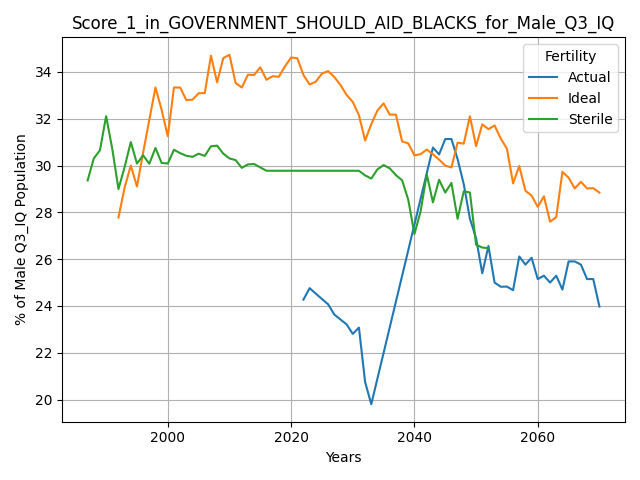 Score_1_in_GOVERNMENT_SHOULD_AID_BLACKS_for_Male_Q3_IQ
Fertility
Actual
Ideal
Sterile
% of Male Q3_IQ Population
34
32
30
28
26
24
22
20
2000
2020
2040
2060
Years